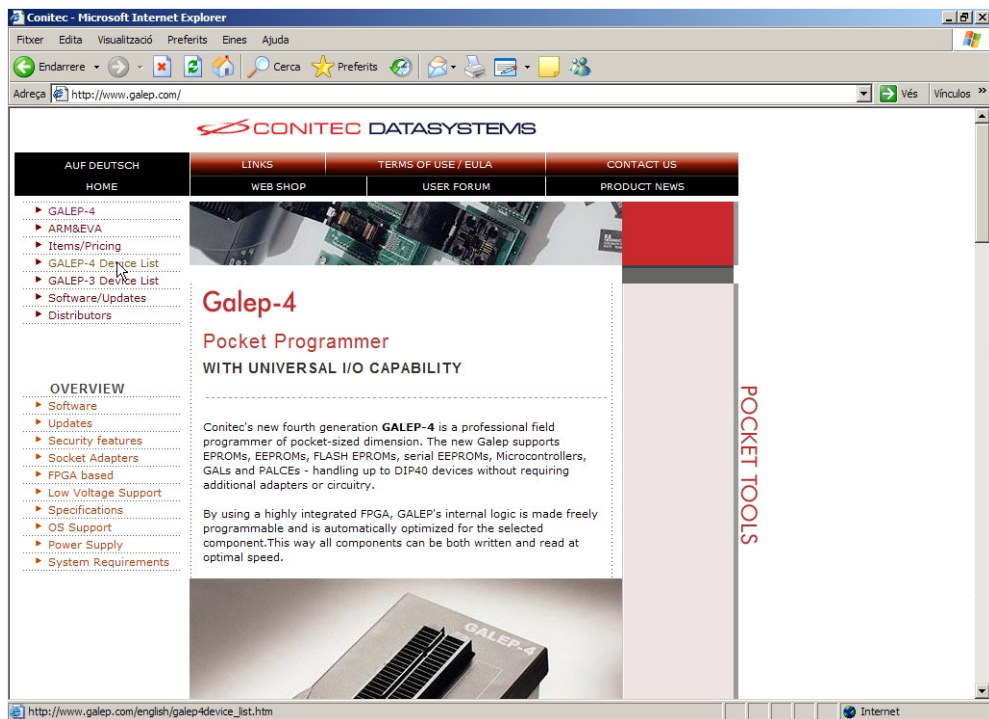 Conitec - Microsoft Internet Explorer
Fitxer Edita Visualització Preferits Eines Ajuda
Endarrere Cerca Preferits
Adreça http://www.galep.com/ Vés Vínculos »
CONITEC DATASYSTEMS
AUF DEUTSCH LINKS TERMS OF USE / EULA CONTACT US
HOME WEB SHOP USER FORUM PRODUCT NEWS
GALEP-4
ARM&EVA
Items/Pricing
GALEP-4 Device List
GALEP-3 Device List
Software/Updates
Distributors
OVERVIEW
Software
Updates
Security features
Socket Adapters
FPGA based
Low Voltage Support
Specifications
OS Support
Power Supply
System Requirements
Galep-4
Pocket Programmer
WITH UNIVERSAL I/O CAPABILITY
Conitec's new fourth generation GALEP-4 is a professional field
programmer of pocket-sized dimension. The new Galep supports
EPROMs, EEPROMs, FLASH EPROMs, serial EEPROMs, Microcontrollers,
GALs and PALCEs - handling up to DIP40 devices without requiring
additional adapters or circuitry.
By using a highly integrated FPGA, GALEP's internal logic is made freely
programmable and is automatically optimized for the selected
component.This way all components can be both written and read at
optimal speed.
GALEP-4
POCKET TOOLS
http://www.galep.com/english/galep4device_list.htm Internet